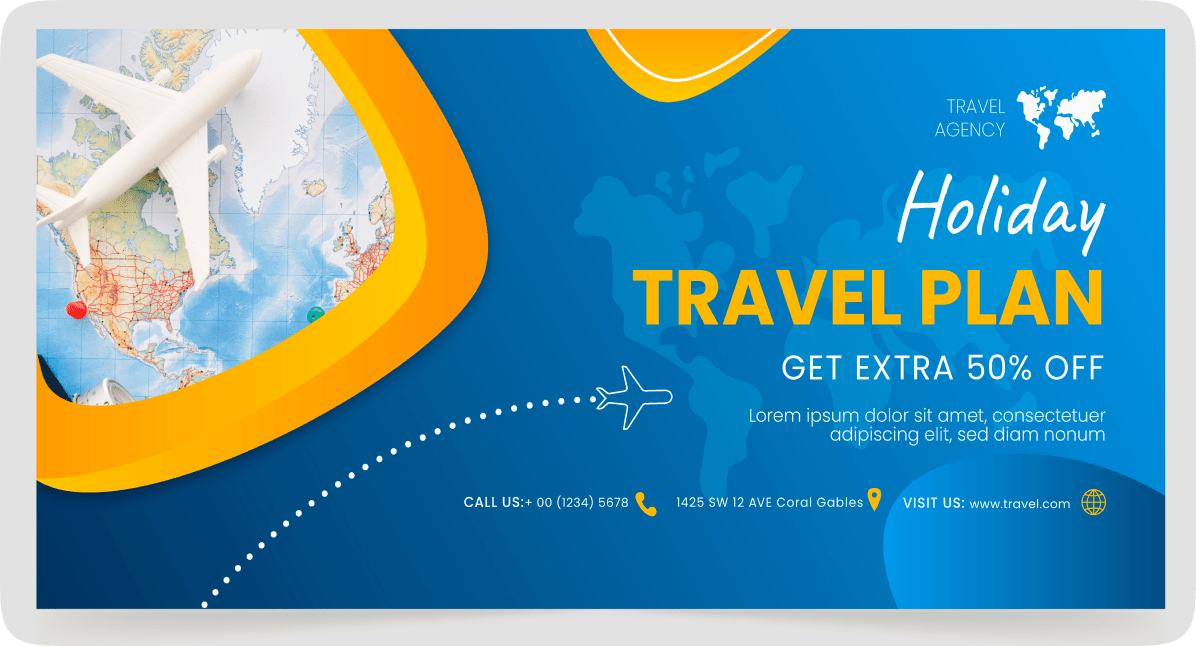 TRAVEL
AGENCY
Holiday
TRAVEL PLAN
GET EXTRA 50% OFF
Lorem ipsum dolor sit amet, consectetuer
adipiscing elit, sed diam nonum
CALL US:+ 00 (1234) 5678
1425 SW 12 AVE Coral Gables
VISIT US: www.travel.com